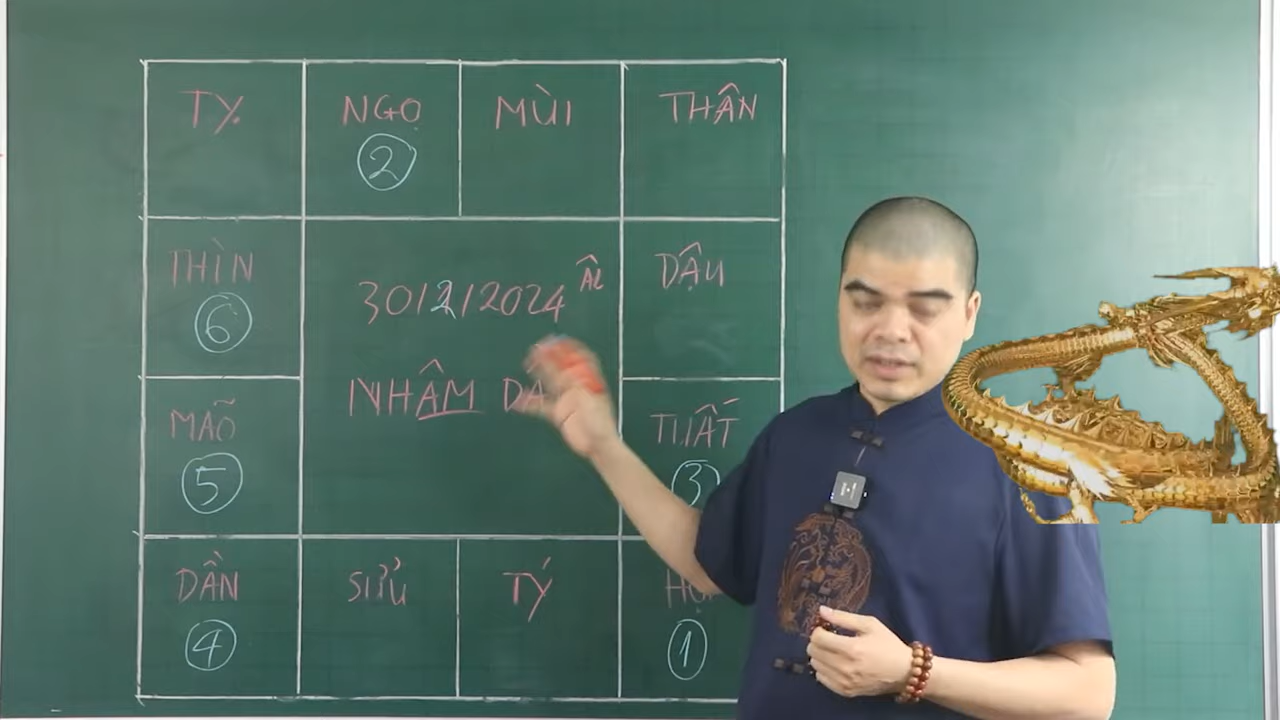 TỴ
NGỌ
MÙI
THÂN
2
THÌN
6
30/2/2024 ÂL
DẬU
NHÂM
MÃO
5
TUẤT
3
DẦN
SỬU
TÝ
4
1